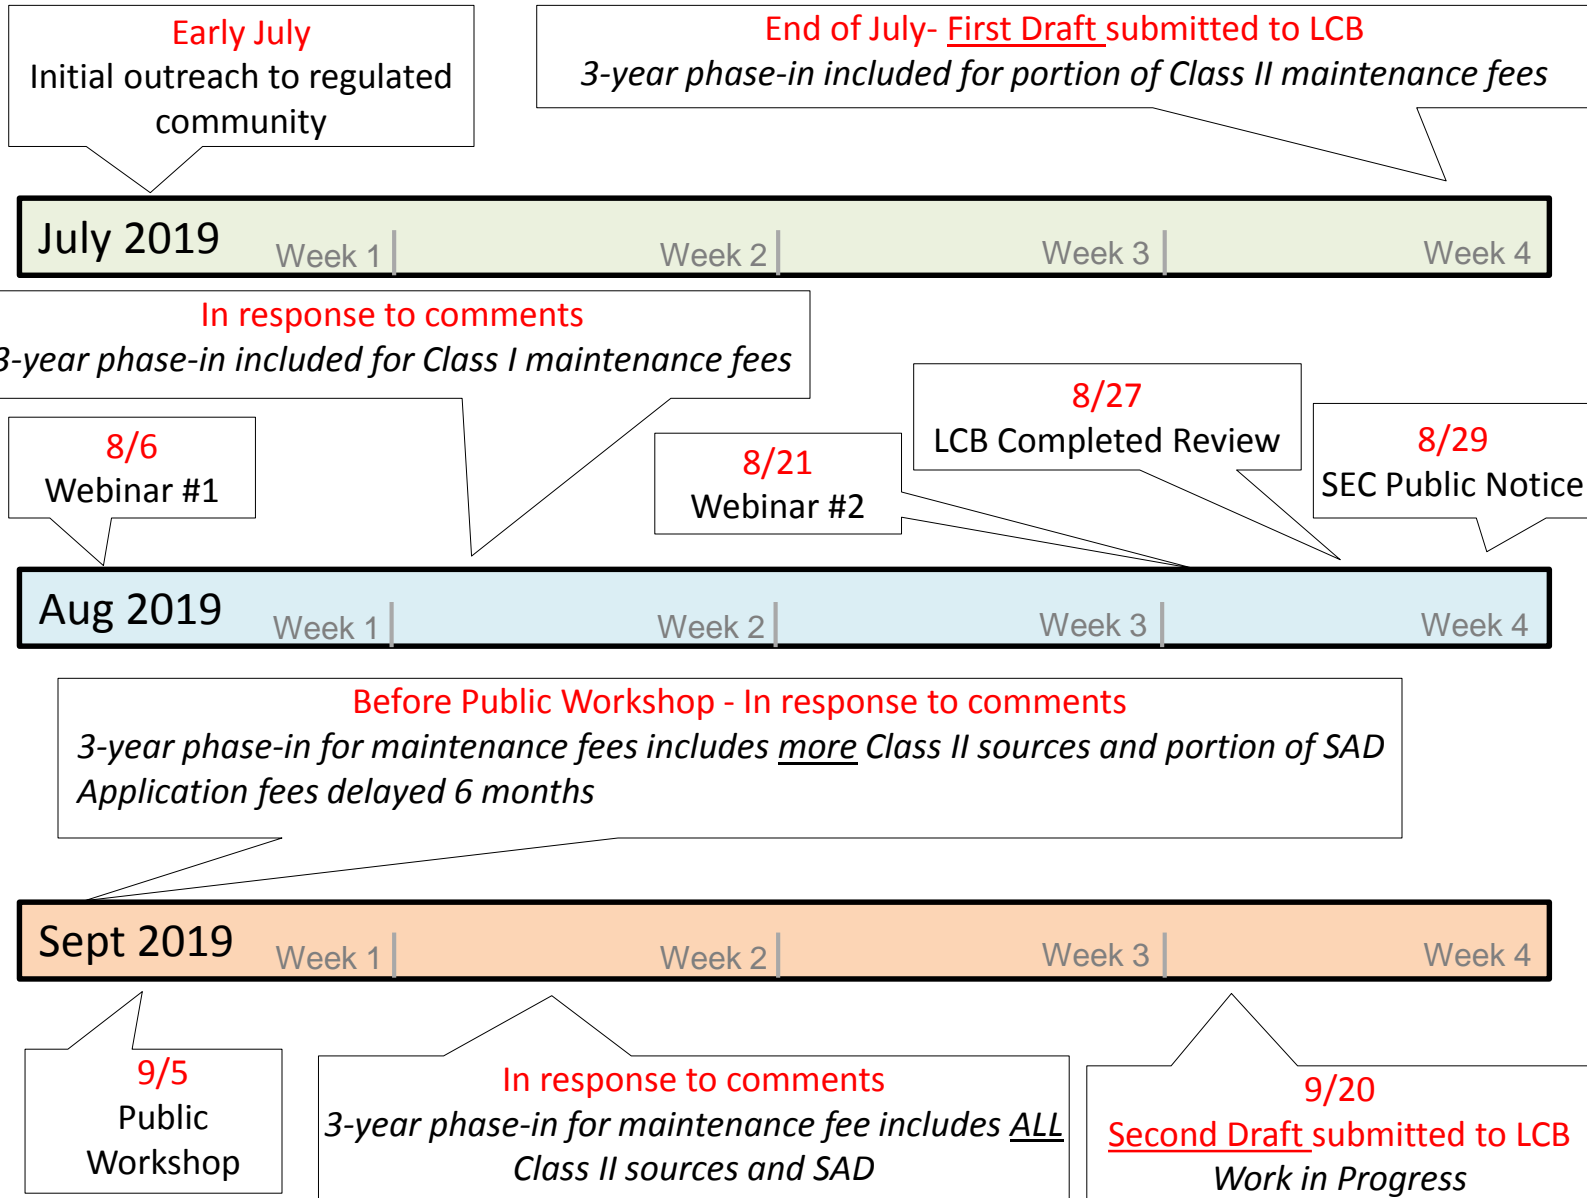 Early July
Initial outreach to regulated
community
End of July- First Draft submitted to LCB
3-year phase-in included for portion of Class II maintenance fees
July 2019
Week 1
Week 2
Week 3
Week 4
In response to comments
3-year phase-in included for Class I maintenance fees
8/6
Webinar #1
8/21
Webinar #2
8/27
LCB Completed Review
8/29
SEC Public Notice
Aug 2019
Week 1
Week 2
Week 3
Week 4
Before Public Workshop - In response to comments
3-year phase-in for maintenance fees includes more Class II sources and portion of SAD
Application fees delayed 6 months
Sept 2019
Week 1
Week 2
Week 3
Week 4
9/5
Public
Workshop
In response to comments
3-year phase-in for maintenance fee includes ALL
Class II sources and SAD
9/20
Second Draft submitted to LCB
Work in Progress